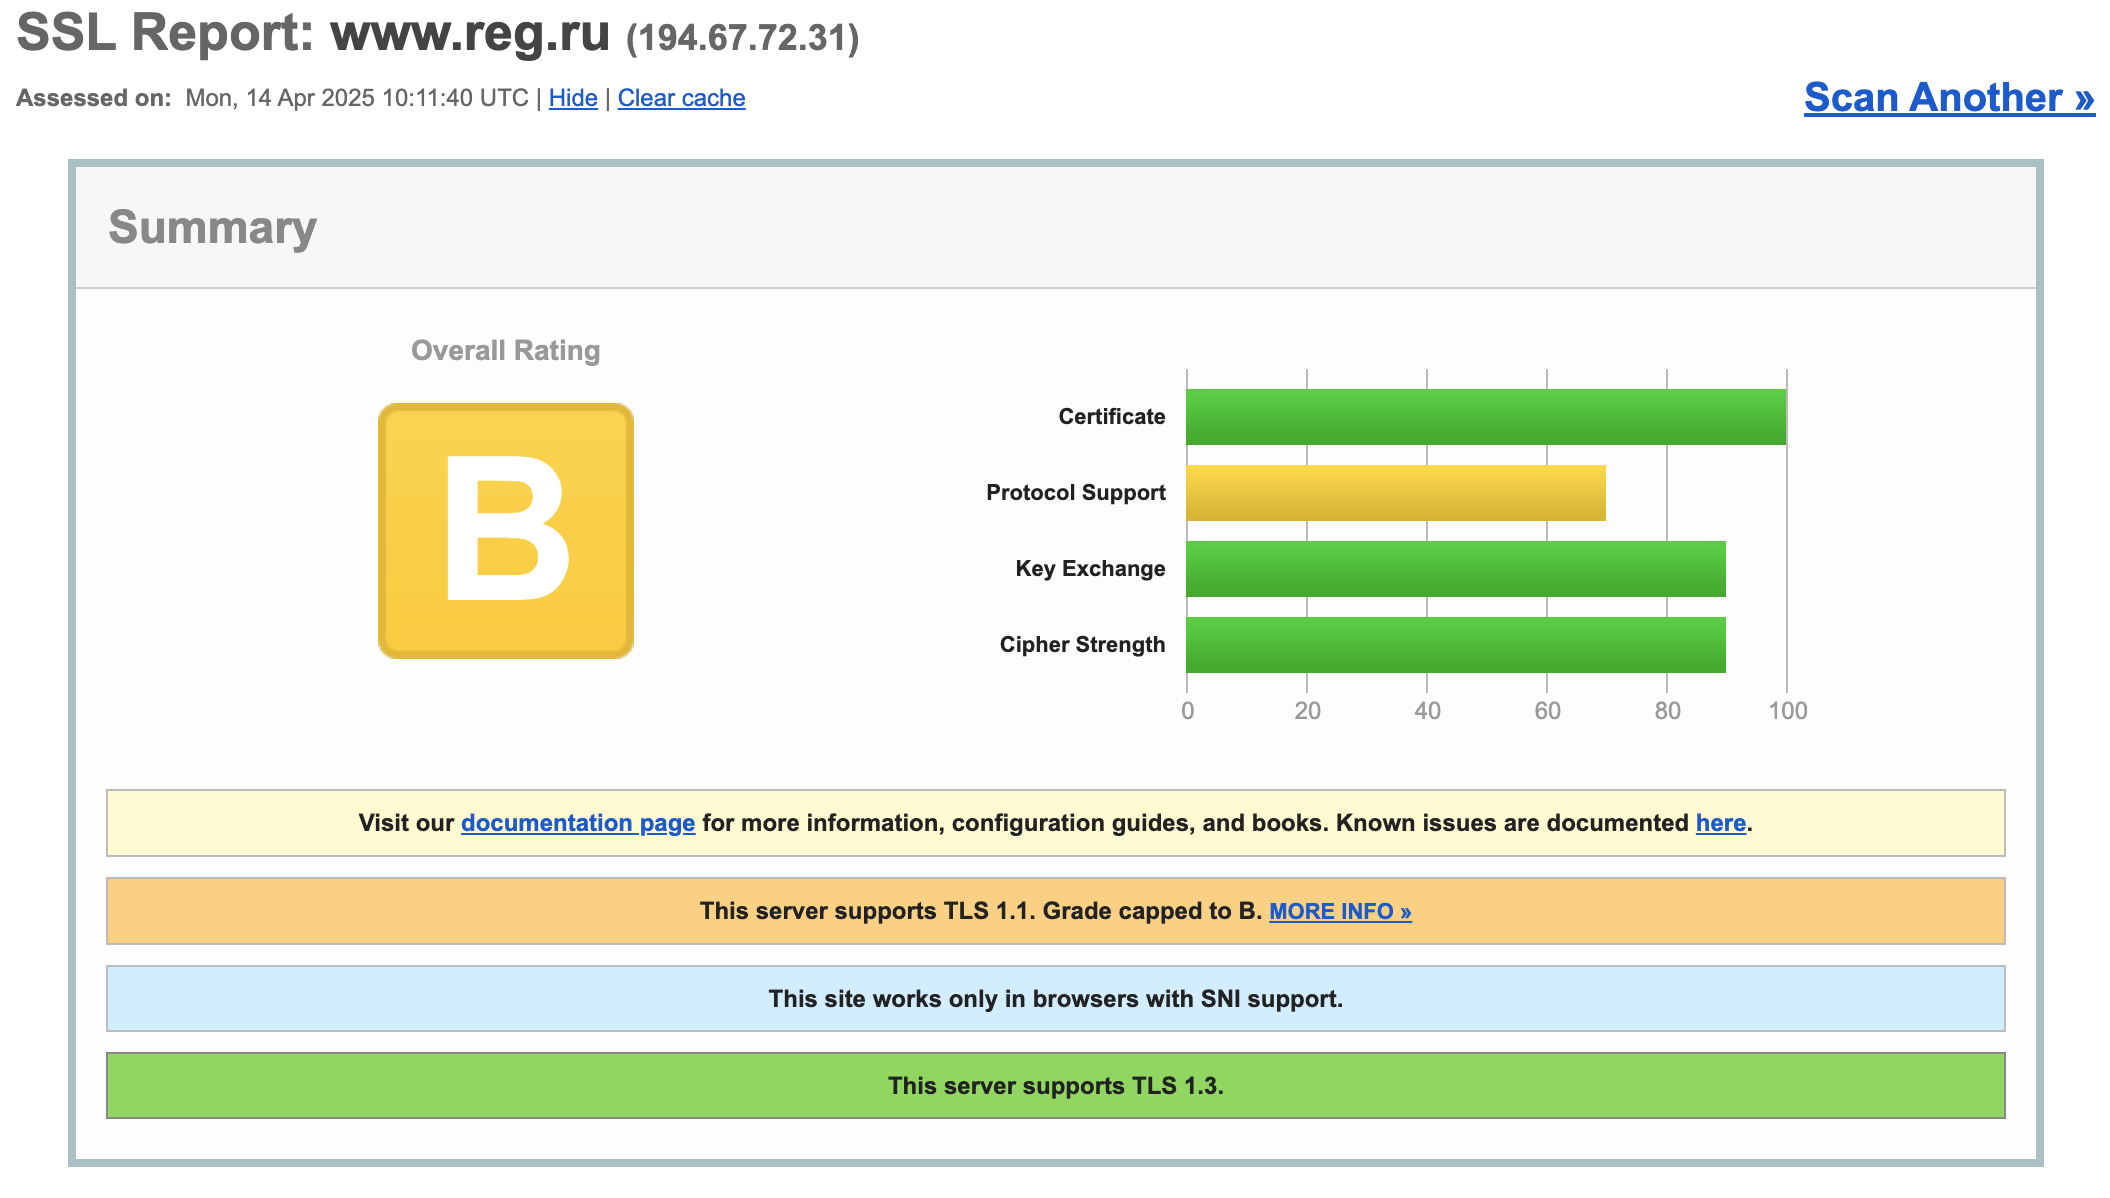 SSL Report: www.reg.ru (194.67.72.31)
Assessed on: Mon, 14 Apr 2025 10:11:40 UTC | Hide | Clear cache
Scan Another »
Summary
Overall Rating
B
Certificate
Protocol Support
Key Exchange
Cipher Strength
0 20 40 60 80 100
Visit our documentation page for more information, configuration guides, and books. Known issues are documented here.
This server supports TLS 1.1. Grade capped to B. MORE INFO »
This site works only in browsers with SNI support.
This server supports TLS 1.3.